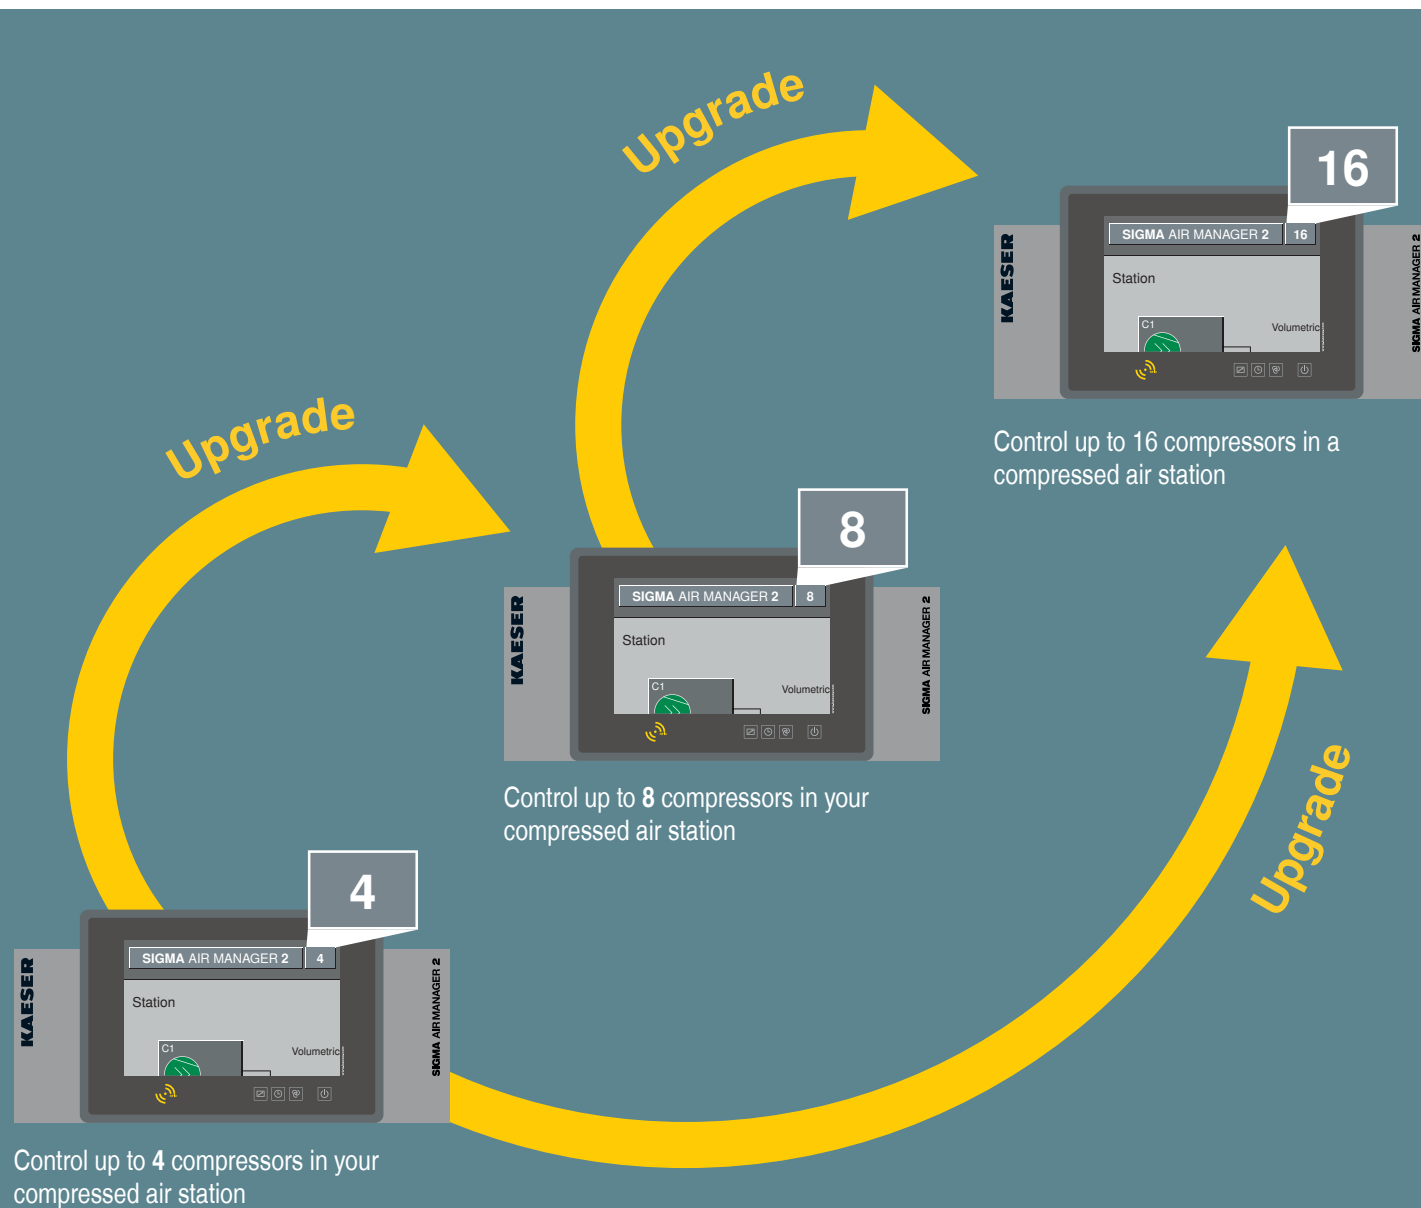 Upgrade
16
KAESER
SIGMA AIR MANAGER 2 16
Station
C1
Volumetric
SIGMA AIR MANAGER 2
Control up to 16 compressors in a
compressed air station
Upgrade
8
KAESER
SIGMA AIR MANAGER 2 8
Station
C1
Volumetric
SIGMA AIR MANAGER 2
Control up to 8 compressors in your
compressed air station
Upgrade
4
KAESER
SIGMA AIR MANAGER 2 4
Station
C1
Volumetric
SIGMA AIR MANAGER 2
Control up to 4 compressors in your
compressed air station